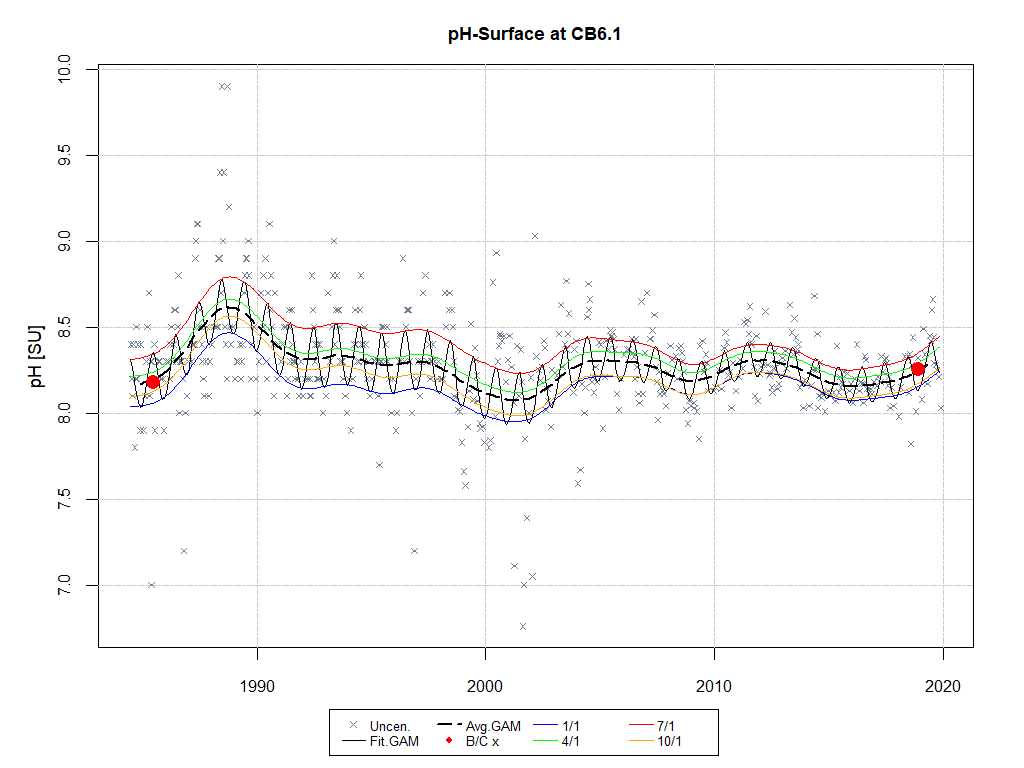 pH-Surface at CB6.1
pH [SU]
10.0
9.5
9.0
8.5
8.0
7.5
7.0
1990 2000 2010 2020
Uncen. Avg.GAM 1/1 7/1
Fit.GAM B/C x 4/1 10/1